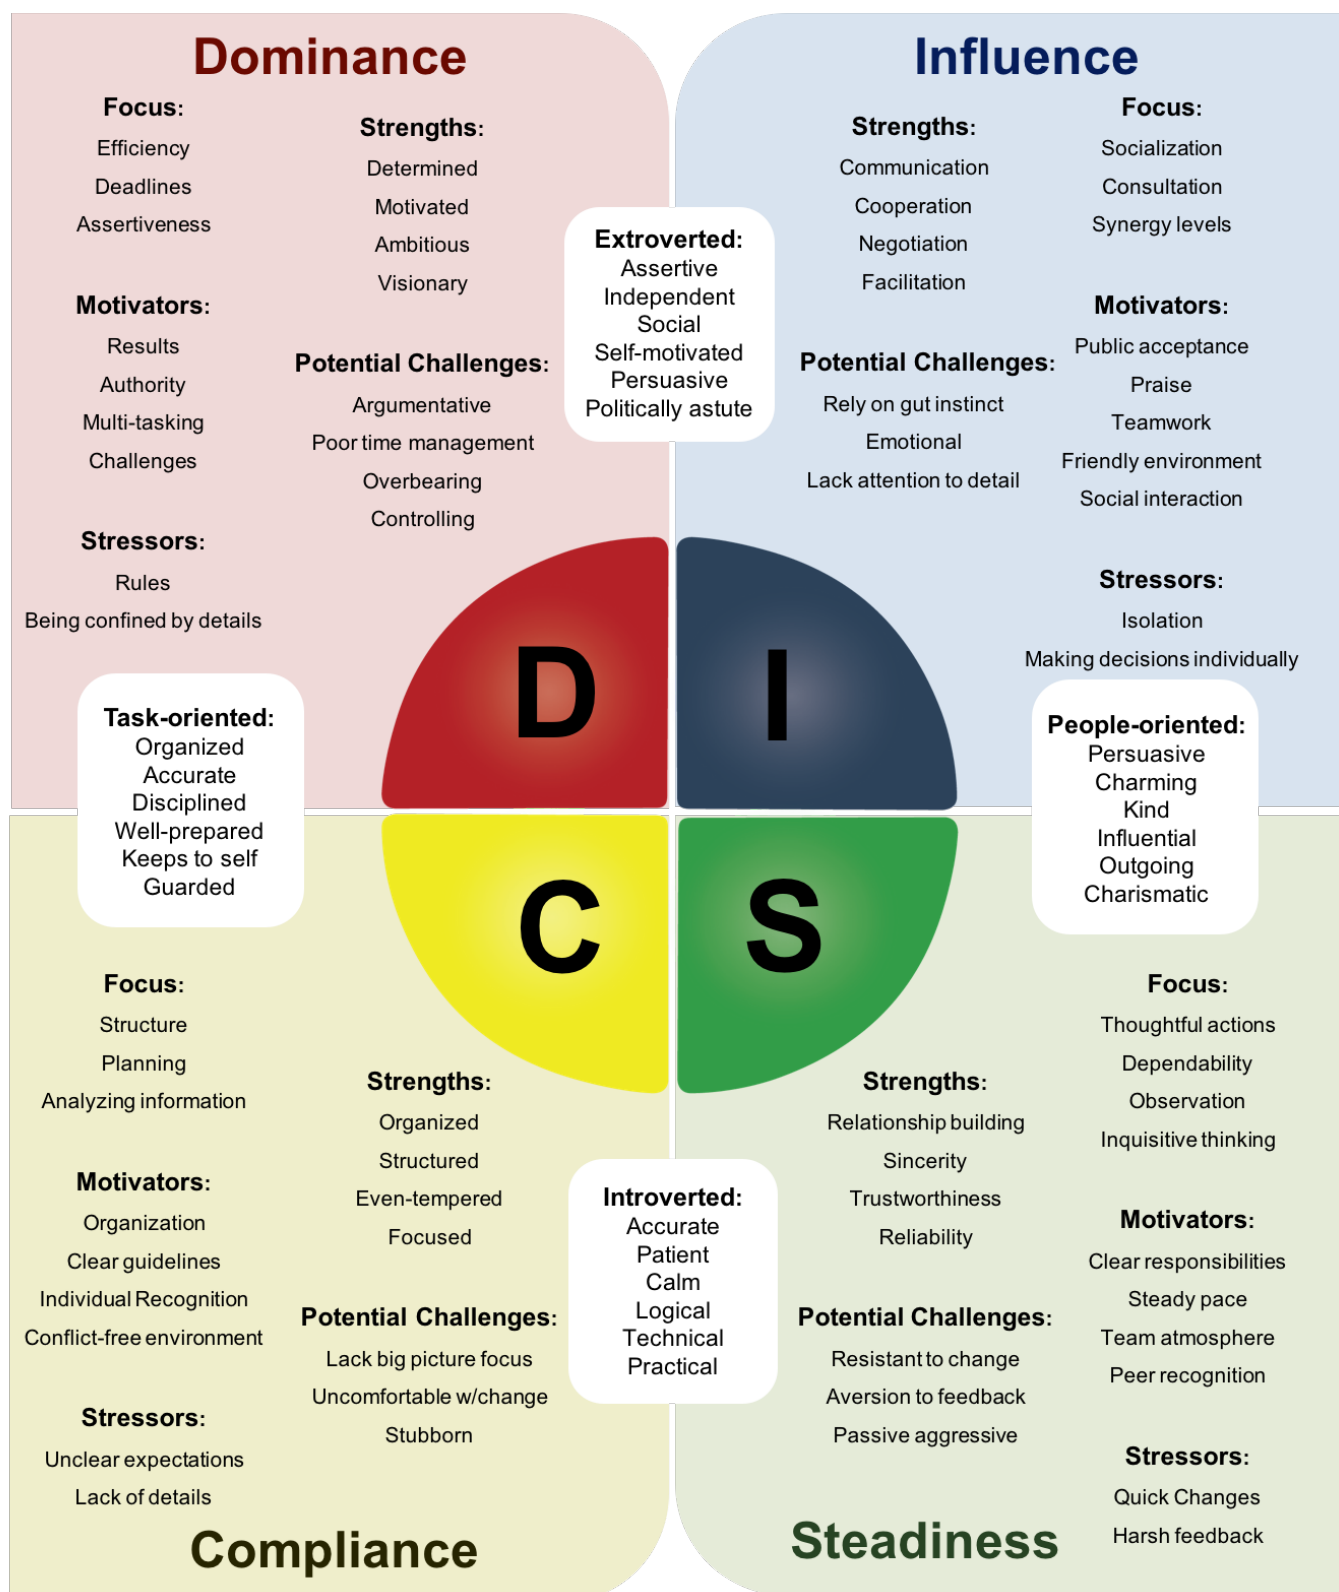 Dominance
Focus:
Efficiency
Deadlines
Assertiveness
Motivators:
Results
Authority
Multi-tasking
Challenges
Stressors:
Rules
Being confined by details
Strengths:
Determined
Motivated
Ambitious
Visionary
Potential Challenges:
Argumentative
Poor time management
Overbearing
Controlling
Extroverted:
Assertive
Independent
Social
Self-motivated
Persuasive
Politically astute
Influence
Strengths:
Communication
Cooperation
Negotiation
Facilitation
Potential Challenges:
Rely on gut instinct
Emotional
Lack attention to detail
Focus:
Socialization
Consultation
Synergy levels
Motivators:
Public acceptance
Praise
Teamwork
Friendly environment
Social interaction
Stressors:
Isolation
Making decisions individually
D
I
C
S
Task-oriented:
Organized
Accurate
Disciplined
Well-prepared
Keeps to self
Guarded
People-oriented:
Persuasive
Charming
Kind
Influential
Outgoing
Charismatic
Focus:
Structure
Planning
Analyzing information
Motivators:
Organization
Clear guidelines
Individual Recognition
Conflict-free environment
Stressors:
Unclear expectations
Lack of details
Strengths:
Organized
Structured
Even-tempered
Focused
Potential Challenges:
Lack big picture focus
Uncomfortable w/change
Stubborn
Compliance
Introverted:
Accurate
Patient
Calm
Logical
Technical
Practical
Strengths:
Relationship building
Sincerity
Trustworthiness
Reliability
Potential Challenges:
Resistant to change
Aversion to feedback
Passive aggressive
Focus:
Thoughtful actions
Dependability
Observation
Inquisitive thinking
Motivators:
Clear responsibilities
Steady pace
Team atmosphere
Peer recognition
Stressors:
Quick Changes
Harsh feedback
Steadiness